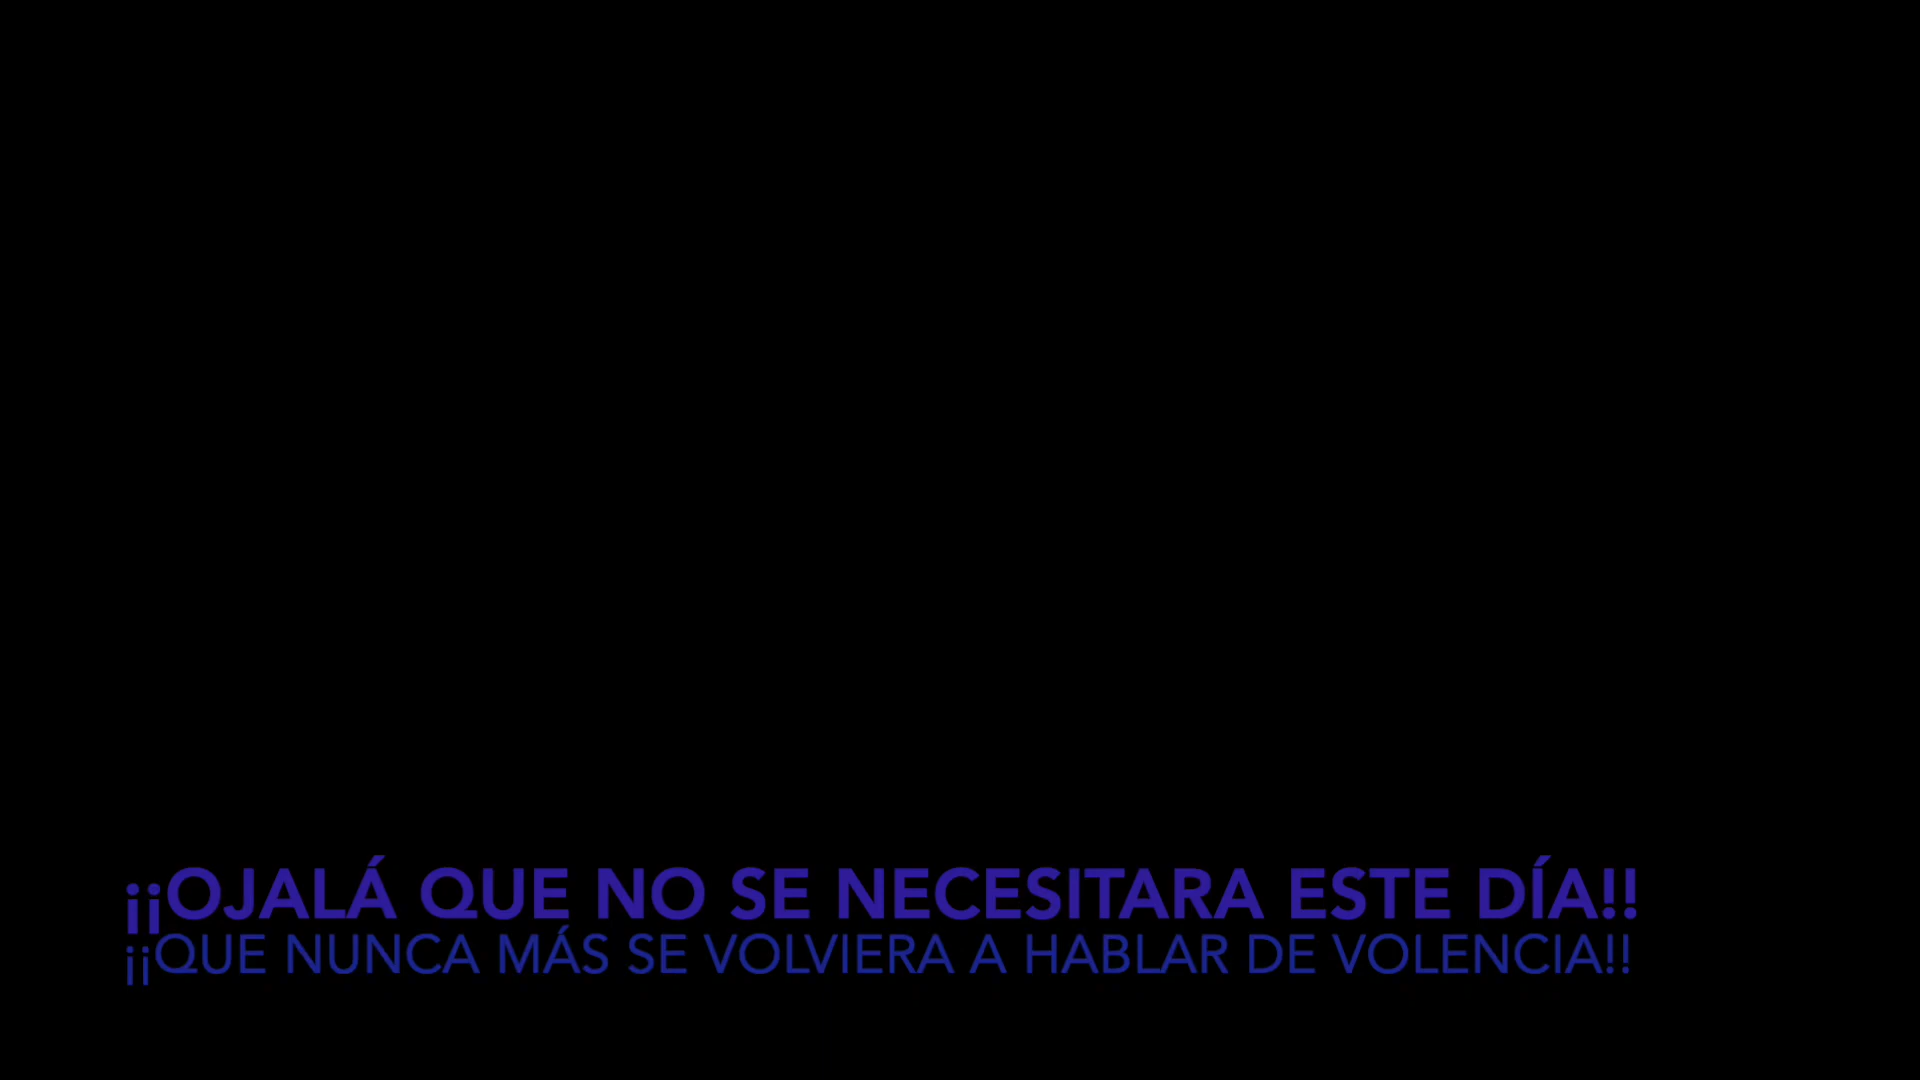 ¡¡OJALÁ QUE NO SE NECESITARA ESTE DÍA!!
¡¡QUE NUNCA MÁS SE VOLVIERA A HABLAR DE VOLENCIA!!